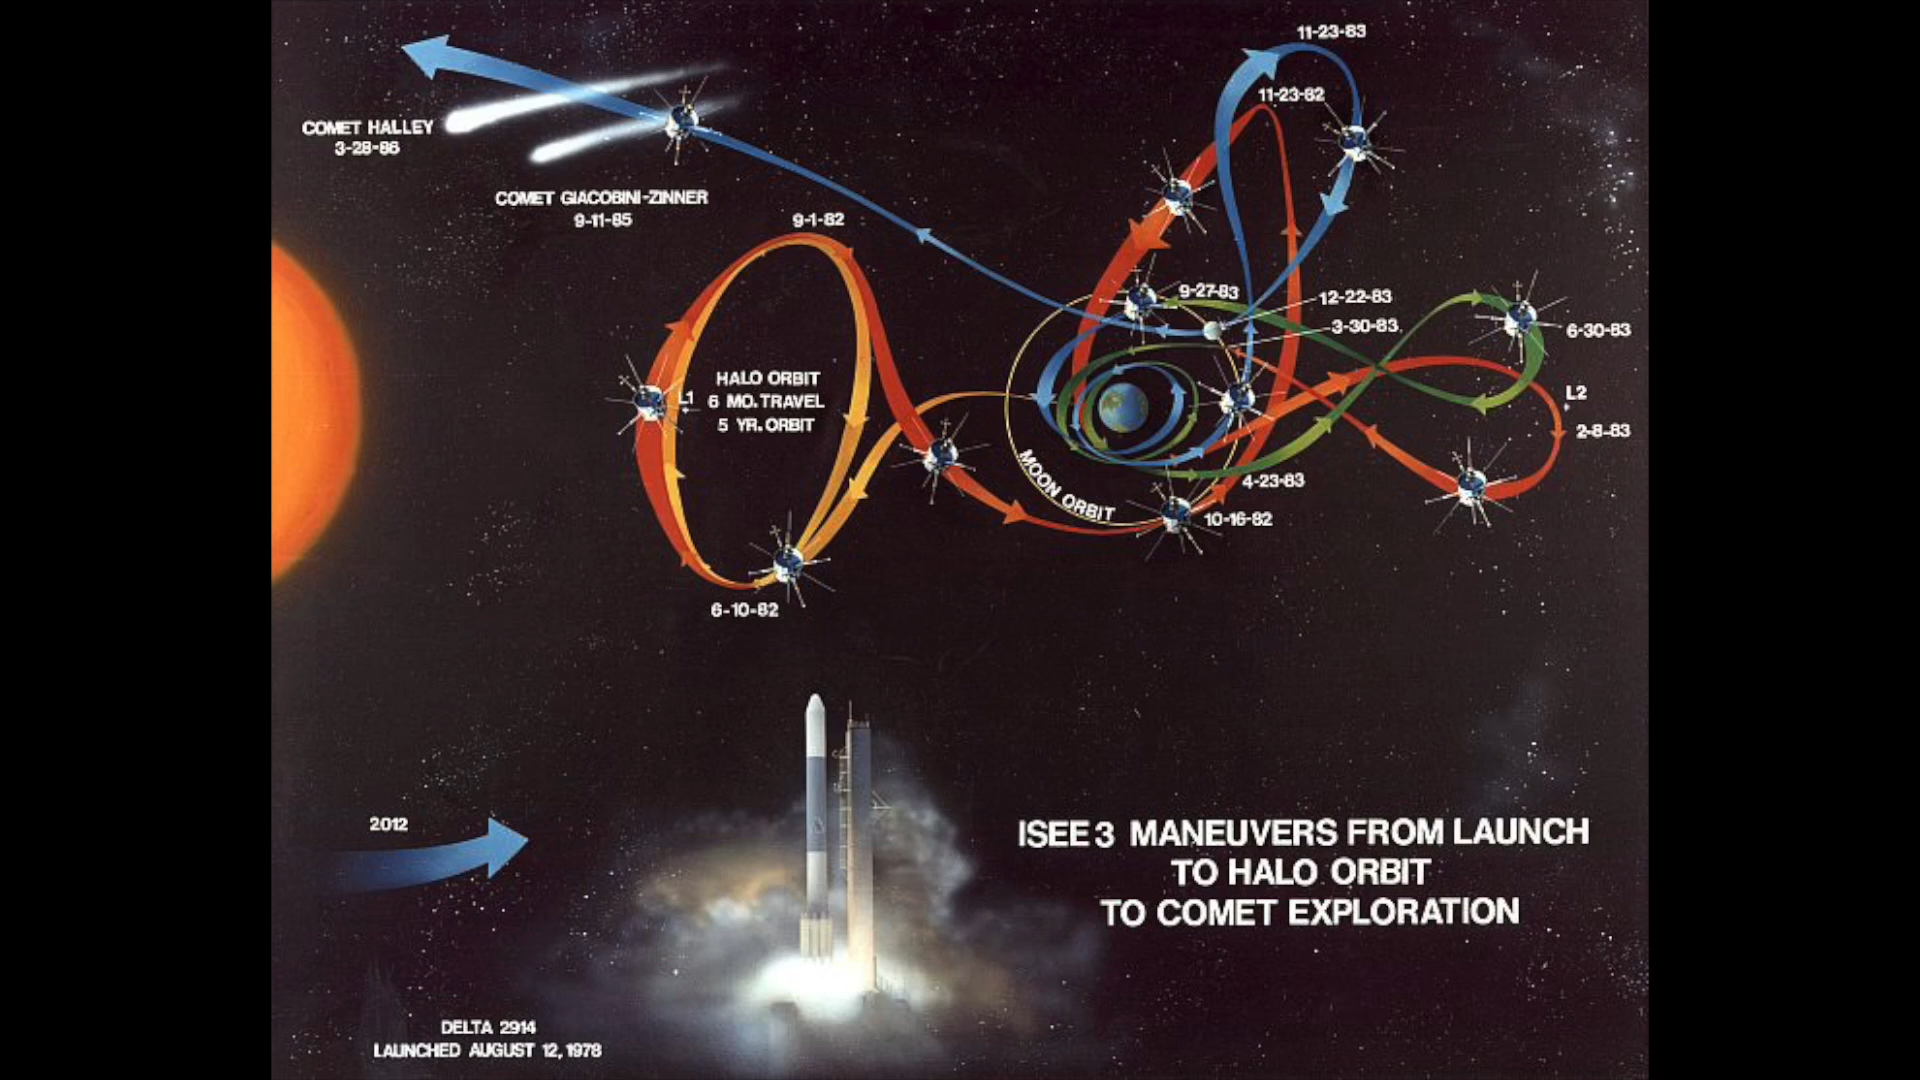 11-23-83
11-23-82
COMET HALLEY
3-28-86
COMET GIACOBINI-ZINNER
9-11-85
9-1-82
9-27-83
12-22-83
3-30-83
6-30-83
HALO ORBIT
L1 6 MO. TRAVEL
5 YR. ORBIT
L2
2-8-83
MOON ORBIT
4-23-83
10-16-82
6-10-82
2012
ISEE 3 MANEUVERS FROM LAUNCH
TO HALO ORBIT
TO COMET EXPLORATION
DELTA 2914
LAUNCHED AUGUST 12, 1978